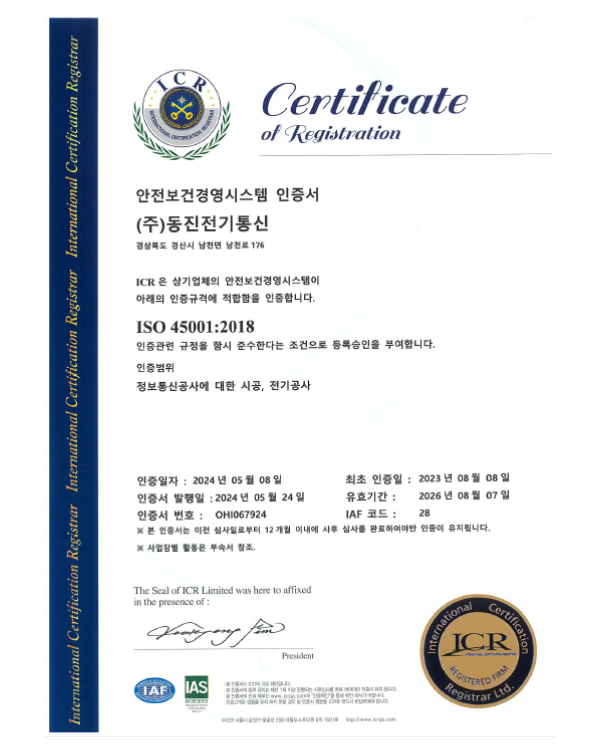 International Certification Registrar International Certification Registrar International Certification Registrar
ICR
INTERNATIONAL CERTIFICATION REGISTRAR
Certificate
of Registration
안전보건경영시스템 인증서
(주)동진전기통신
경상북도 경산시 남천면 남천로 176
ICR 은 상기업체의 안전보건경영시스템이
아래의 인증규격에 적합함을 인증합니다.
ISO 45001:2018
인증관련 규정을 항시 준수한다는 조건으로 등록승인을 부여합니다.
인증범위
정보통신공사에 대한 시공, 전기공사
인증일자 : 2024 년 05 월 08 일
최초 인증일 : 2023 년 08 월 08 일
인증서 발행일 : 2024 년 05 월 24 일
유효기간 : 2026 년 08 월 07 일
인증서 번호 : OHI067924
IAF 코드 : 28
※ 본 인증서는 이전 심사일로부터 12 개월 이내에 사후 심사를 완료하여야만 인증이 유지됩니다.
※ 사업장별 활동은 부속서 참조.
The Seal of ICR Limited was here to affixed
in the presence of :
President
International Certification
ICR
REGISTERED FIRM
Registrar Ltd.
IAF
IAS